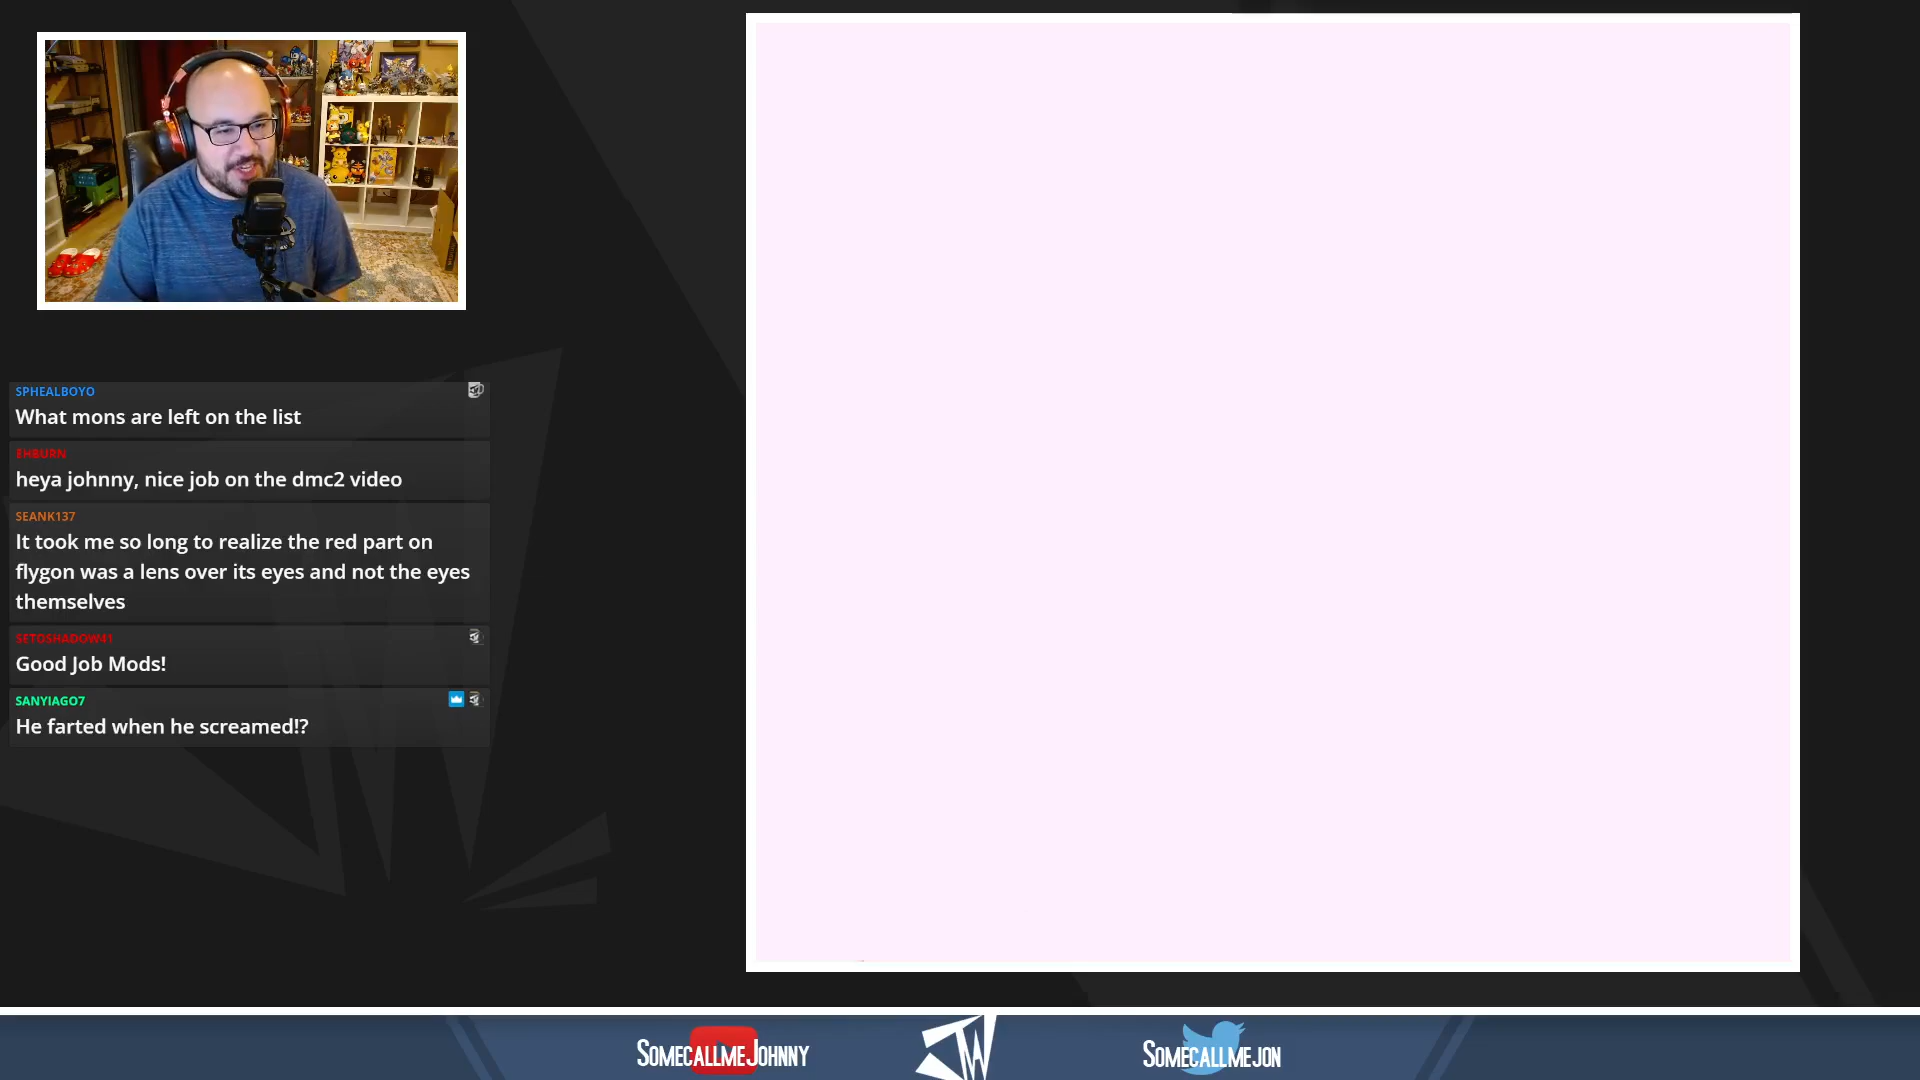 SPHEALBOYO
What mons are left on the list
EHBURN
heya johnny, nice job on the dmc2 video
SEANK137
It took me so long to realize the red part on
flygon was a lens over its eyes and not the eyes
themselves
SETOSHADOW41
Good Job Mods!
SANYIAGO7
He farted when he screamed!?
SOMECALLMEJOHNNY
SOMECALLMEJON